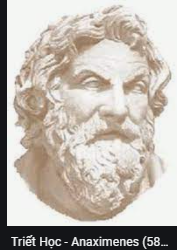 Triết Học - Anaximenes (58...